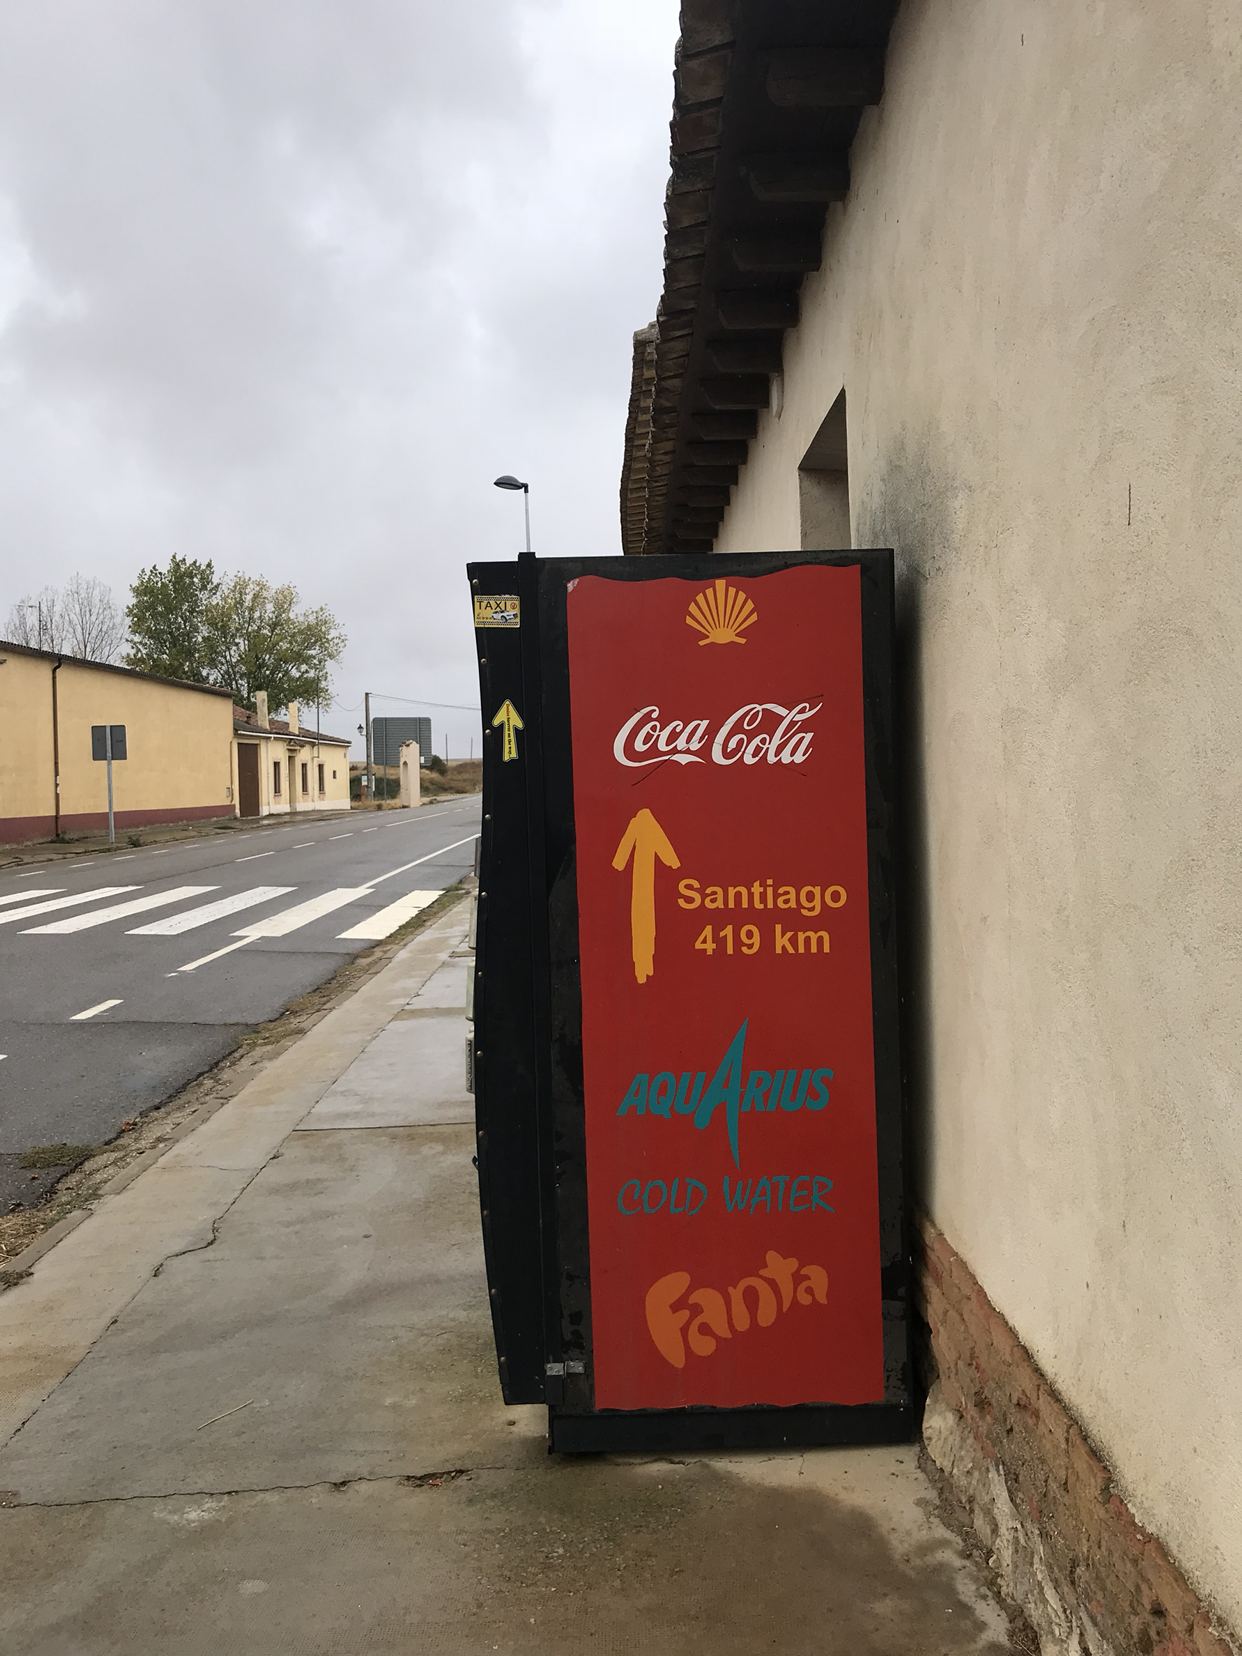 TAXI
Coca Cola
Santiago
419 km
AQUARIUS
COLD WATER
Fanta